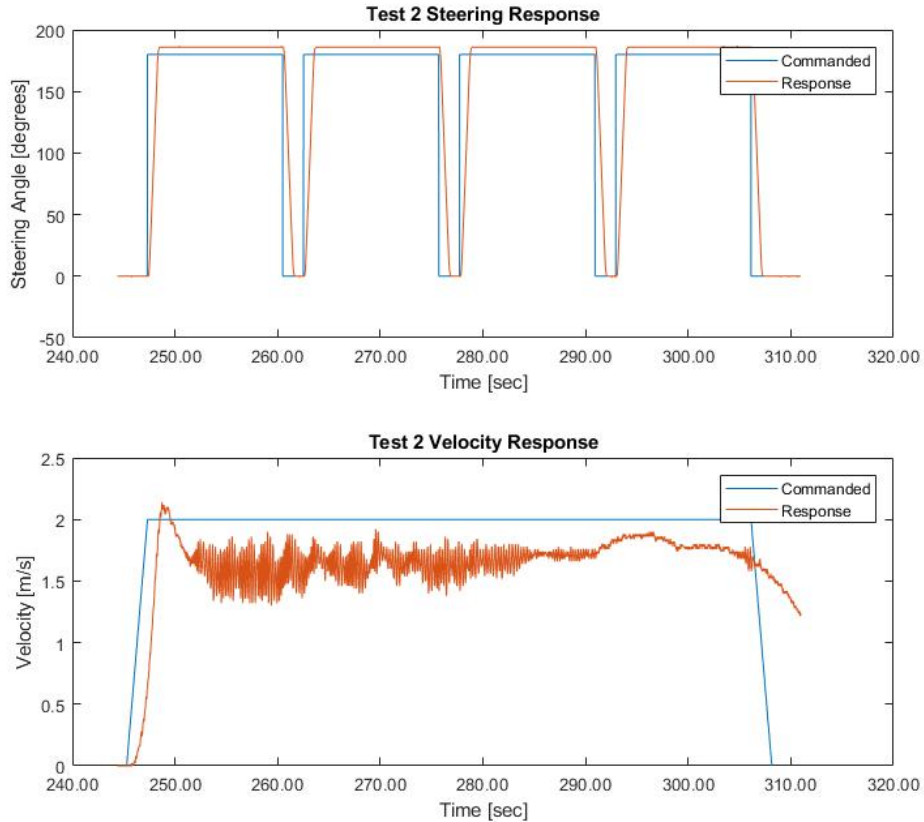 Test 2 Steering Response
200
150
100
50
0
-50
Steering Angle [degrees]
Commanded
Response
240.00 250.00 260.00 270.00 280.00 290.00 300.00 310.00 320.00
Time [sec]
Test 2 Velocity Response
2.5
2
1.5
1
0.5
0
Velocity [m/s]
Commanded
Response
240.00 250.00 260.00 270.00 280.00 290.00 300.00 310.00 320.00
Time [sec]